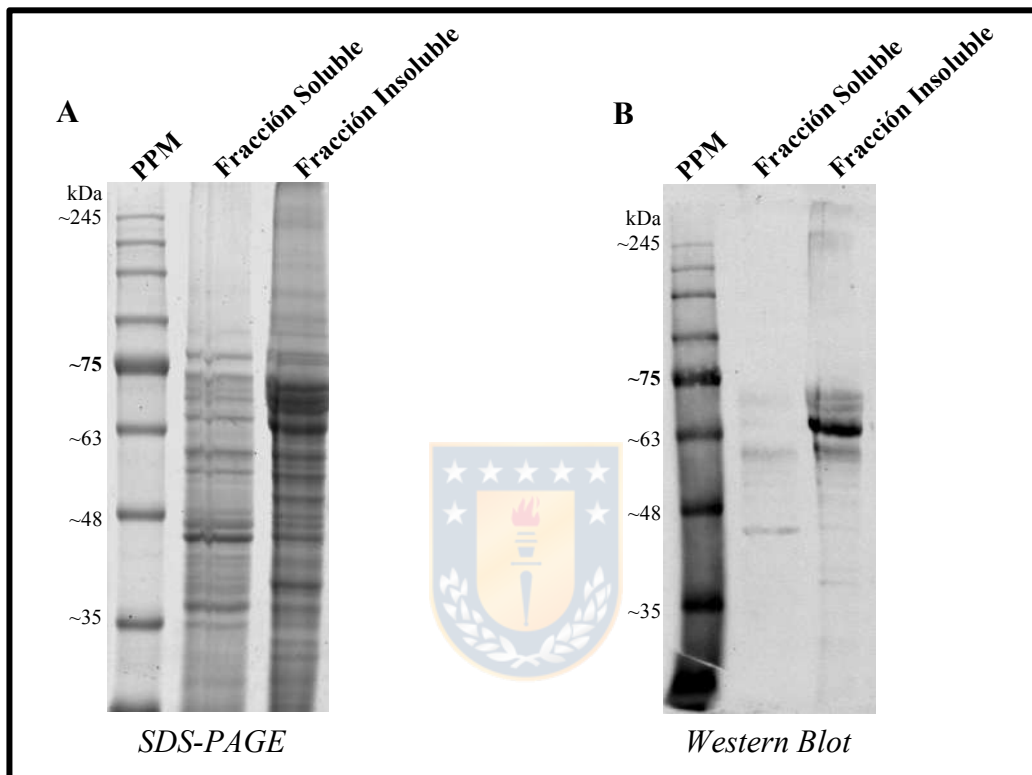 A
PPM
Fracción Soluble
Fracción Insoluble
kDa
~245
~75
~63
~48
~35
SDS-PAGE
B
PPM
Fracción Soluble
Fracción Insoluble
kDa
~245
~75
~63
~48
~35
Western Blot